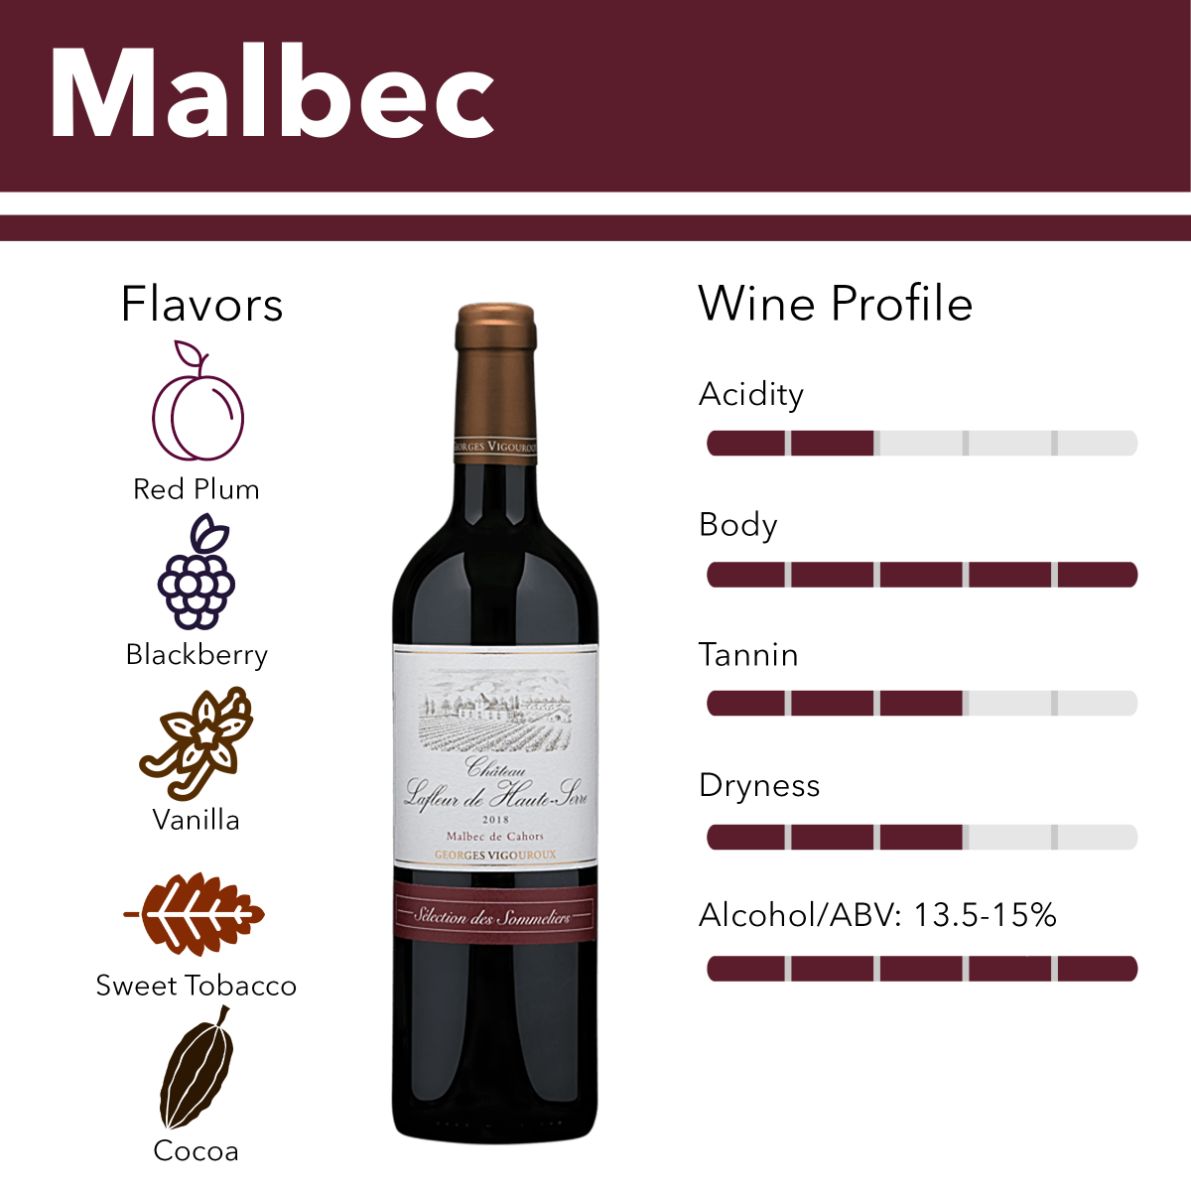 Malbec
Flavors
Red Plum
Blackberry
Vanilla
Sweet Tobacco
Cocoa
VIGOUROUX
Château
Lafleur de Haute-Serre
2018
Malbec de Cahors
GEORGES VIGOUROUX
Sélection des Sommeliers
Wine Profile
Acidity
Body
Tannin
Dryness
Alcohol/ABV: 13.5-15%